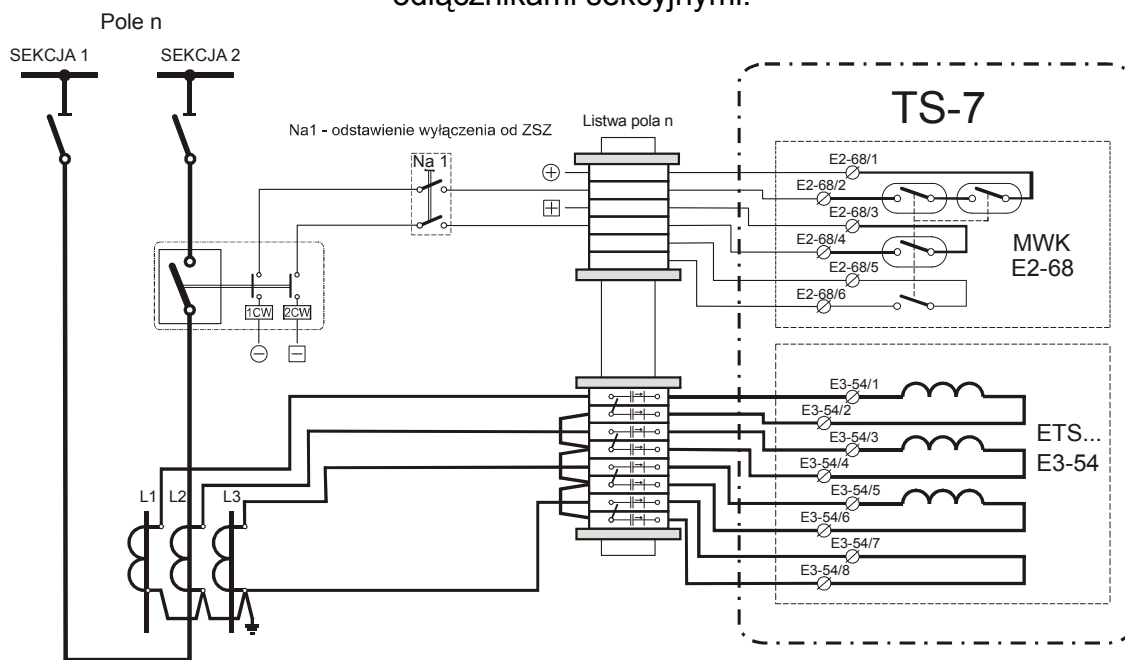 odłącznikami sekcyjnymi.
Pole n
SEKCJA 1
SEKCJA 2
TS-7
Na1 - odstawienie wyłączenia od ZSZ
Listwa pola n
Na 1
E2-68/1
E2-68/2
E2-68/3
E2-68/4
E2-68/5
E2-68/6
MWK
E2-68
1CW
2CW
E3-54/1
E3-54/2
E3-54/3
E3-54/4
E3-54/5
E3-54/6
E3-54/7
E3-54/8
ETS...
E3-54
L1
L2
L3